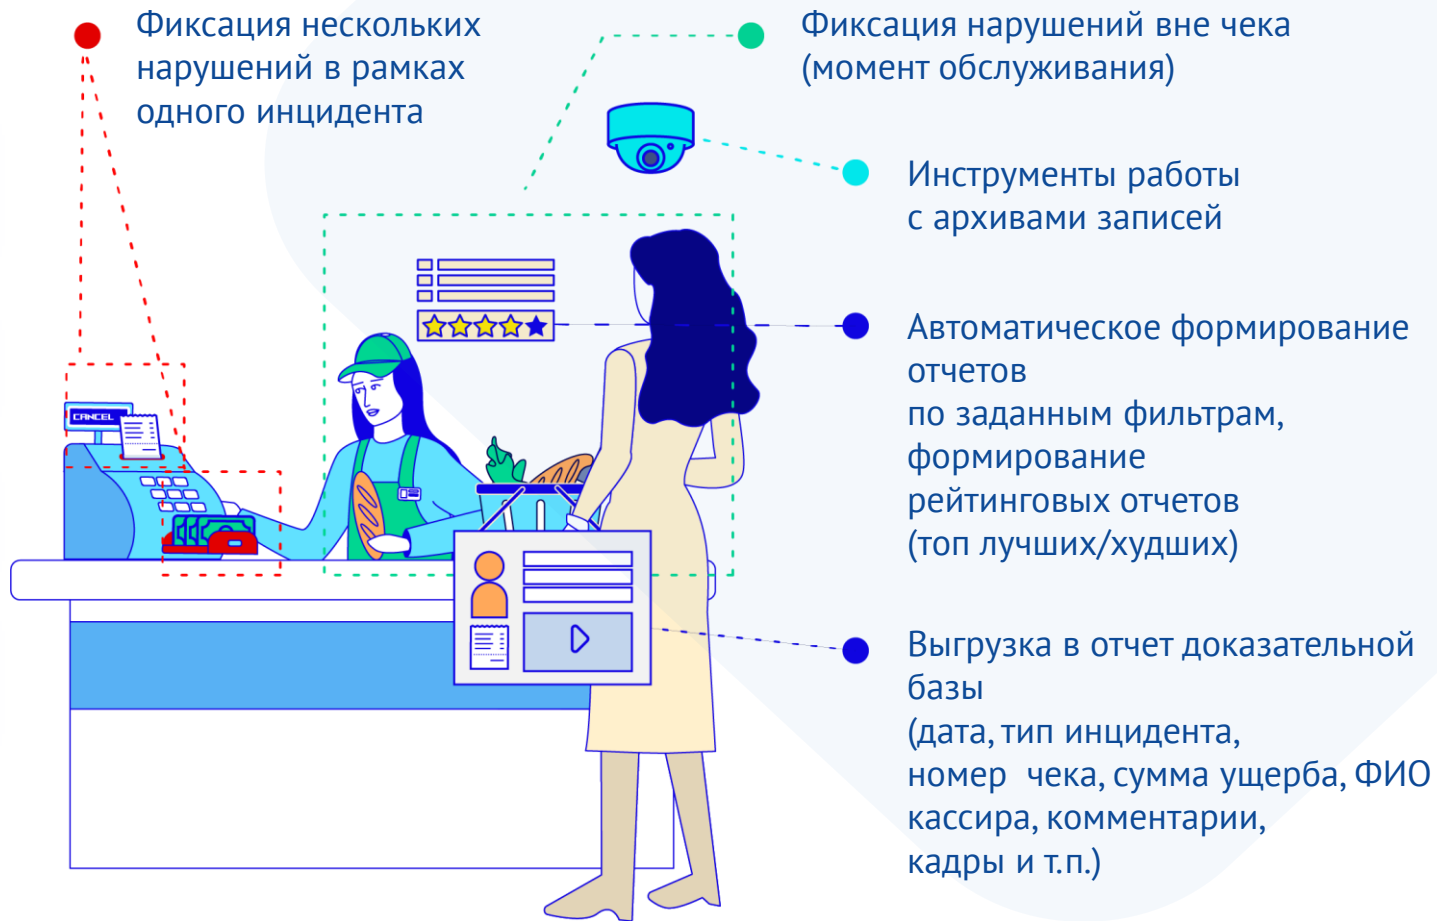 Фиксация нескольких
нарушений в рамках
одного инцидента
Фиксация нарушений вне чека
(момент обслуживания)
Инструменты работы
с архивами записей
Автоматическое формирование
отчетов
по заданным фильтрам,
формирование
рейтинговых отчетов
(топ лучших/худших)
CANCEL
Выгрузка в отчет доказательной
базы
(дата, тип инцидента,
номер чека, сумма ущерба, ФИО
кассира, комментарии,
кадры и т.п.)